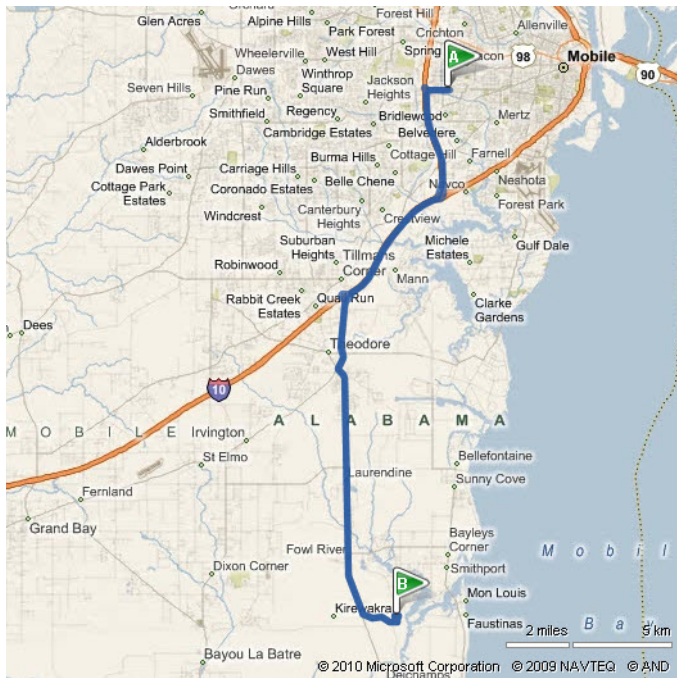 Forest Hill
Glen Acres
Alpine Hills
Crichton
Allenville
Park Forest
Wheelerville
West Hill
Spring
A
acon
98
Mobile
Dawes
Winthrop
Square
Jackson
Heights
90
Seven Hills
Pine Run
Smithfield
Regency
Bridlewood
Mertz
Cambridge Estates
Belvedere
Alderbrook
Burma Hills
Cottage Hill
Farnell
Dawes Point
Carriage Hills
Belle Chene
Navco
Neshota
Cottage Park
Estates
Coronado Estates
Forest Park
Windcrest
Canterbury
Heights
Crestview
Suburban
Heights
Tillmans
Corner
Michele
Estates
Gulf Dale
Robinwood
Mann
Rabbit Creek
Estates
Quail Run
Clarke
Gardens
Dees
Theodore
10
A L A B A M A
M O B I L E
Irvington
St Elmo
Bellefontaine
Laurendine
Sunny Cove
Fernland
Grand Bay
Bayleys
Corner
Fowl River
M o b i l
Dixon Corner
Smithport
B
Mon Louis
Kirewakra
Faustinas
B a y
2 miles
5 km
Bayou La Batre
Deichamps
© 2010 Microsoft Corporation © 2009 NAVTEQ © AND